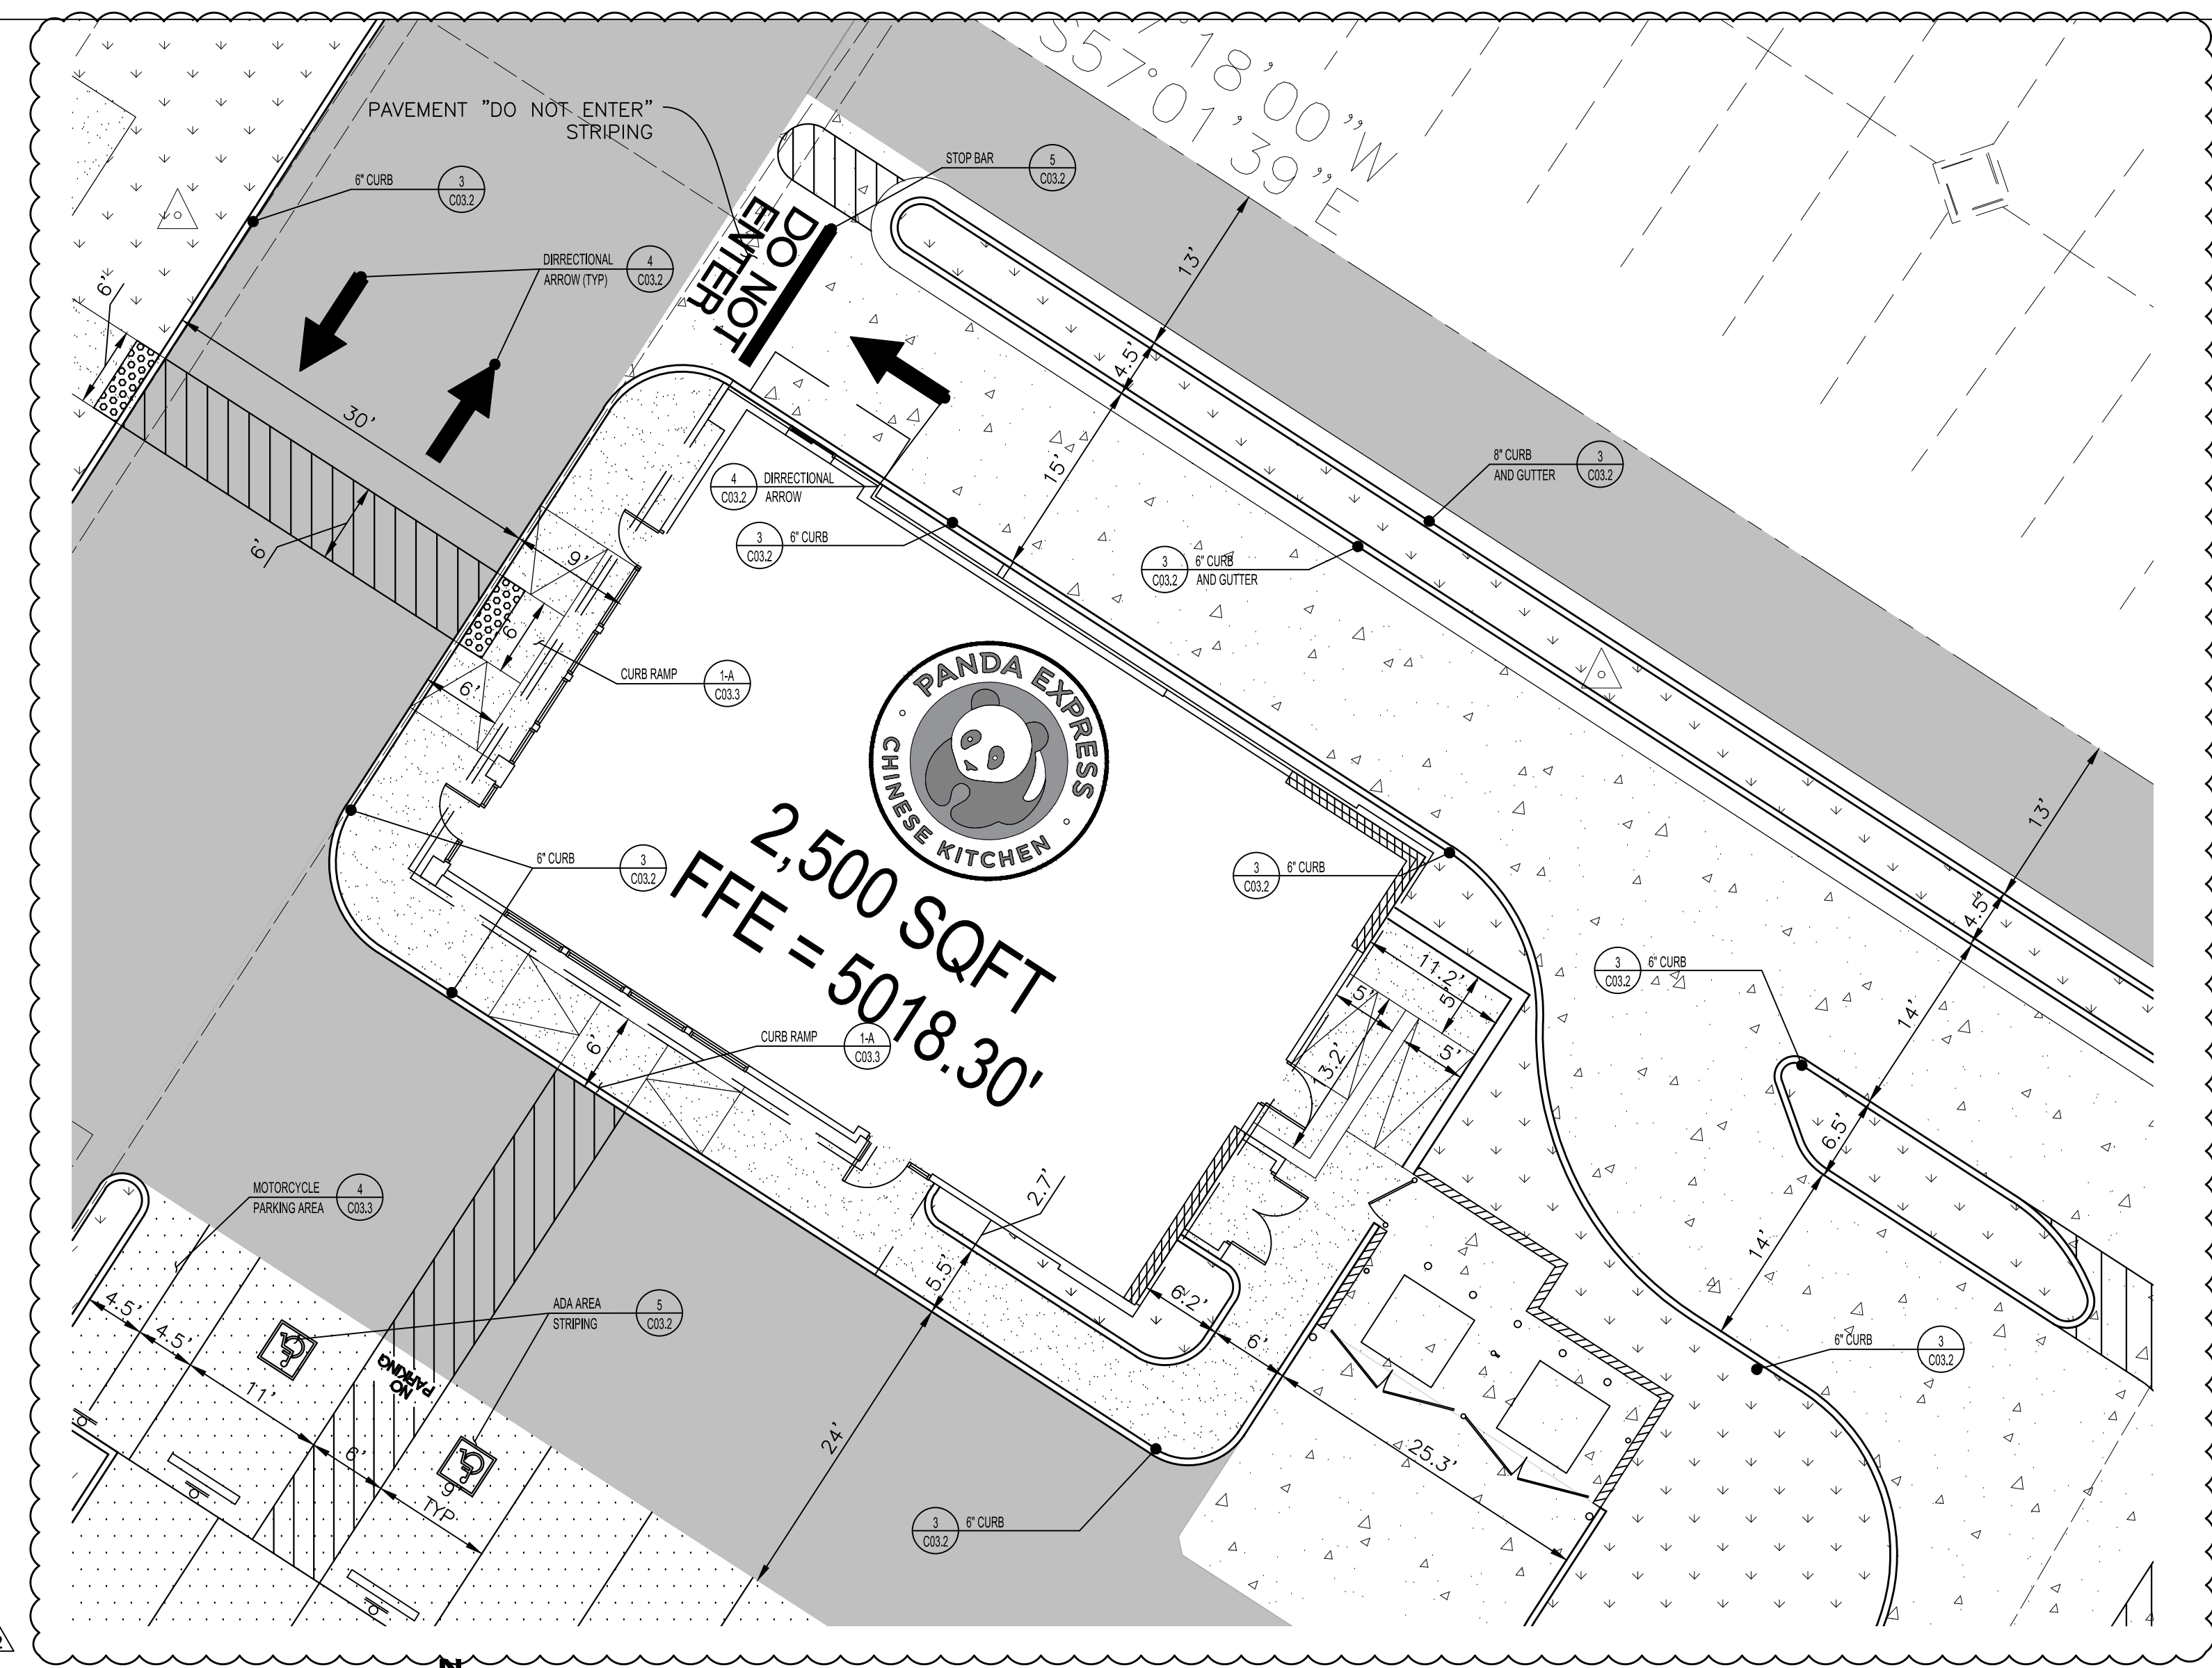 18'00"W
S57°01'39"E
PAVEMENT "DO NOT ENTER"
STRIPING
STOP BAR
5
C03.2
6" CURB
3
C03.2
DO NOT
ENTER
13'
DIRRECTIONAL
ARROW (TYP)
4
C03.2
6'
4.5'
30'
15'
8" CURB
AND GUTTER
3
C03.2
4
C03.2
DIRRECTIONAL
ARROW
3
C03.2
6" CURB
6'
9'
3
C03.2
6" CURB
AND GUTTER
6'
CURB RAMP
1-A
C03.3
6'
PANDA EXPRESS
CHINESE KITCHEN
13'
6" CURB
3
C03.2
2,500 SQFT
FFE = 5018.30'
3
C03.2
6" CURB
4.5'
3
C03.2
6" CURB
11.2'
5'
5'
14'
6'
CURB RAMP
1-A
C03.3
13.2'
5'
6.5'
MOTORCYCLE
PARKING AREA
4
C03.3
2.7'
14'
5.5'
6.2'
4.5'
4.5'
ADA AREA
STRIPING
5
C03.2
6'
6" CURB
3
C03.2
NO
PARKING
11'
6'
24'
25.3'
9'
TYP
3
C03.2
6" CURB